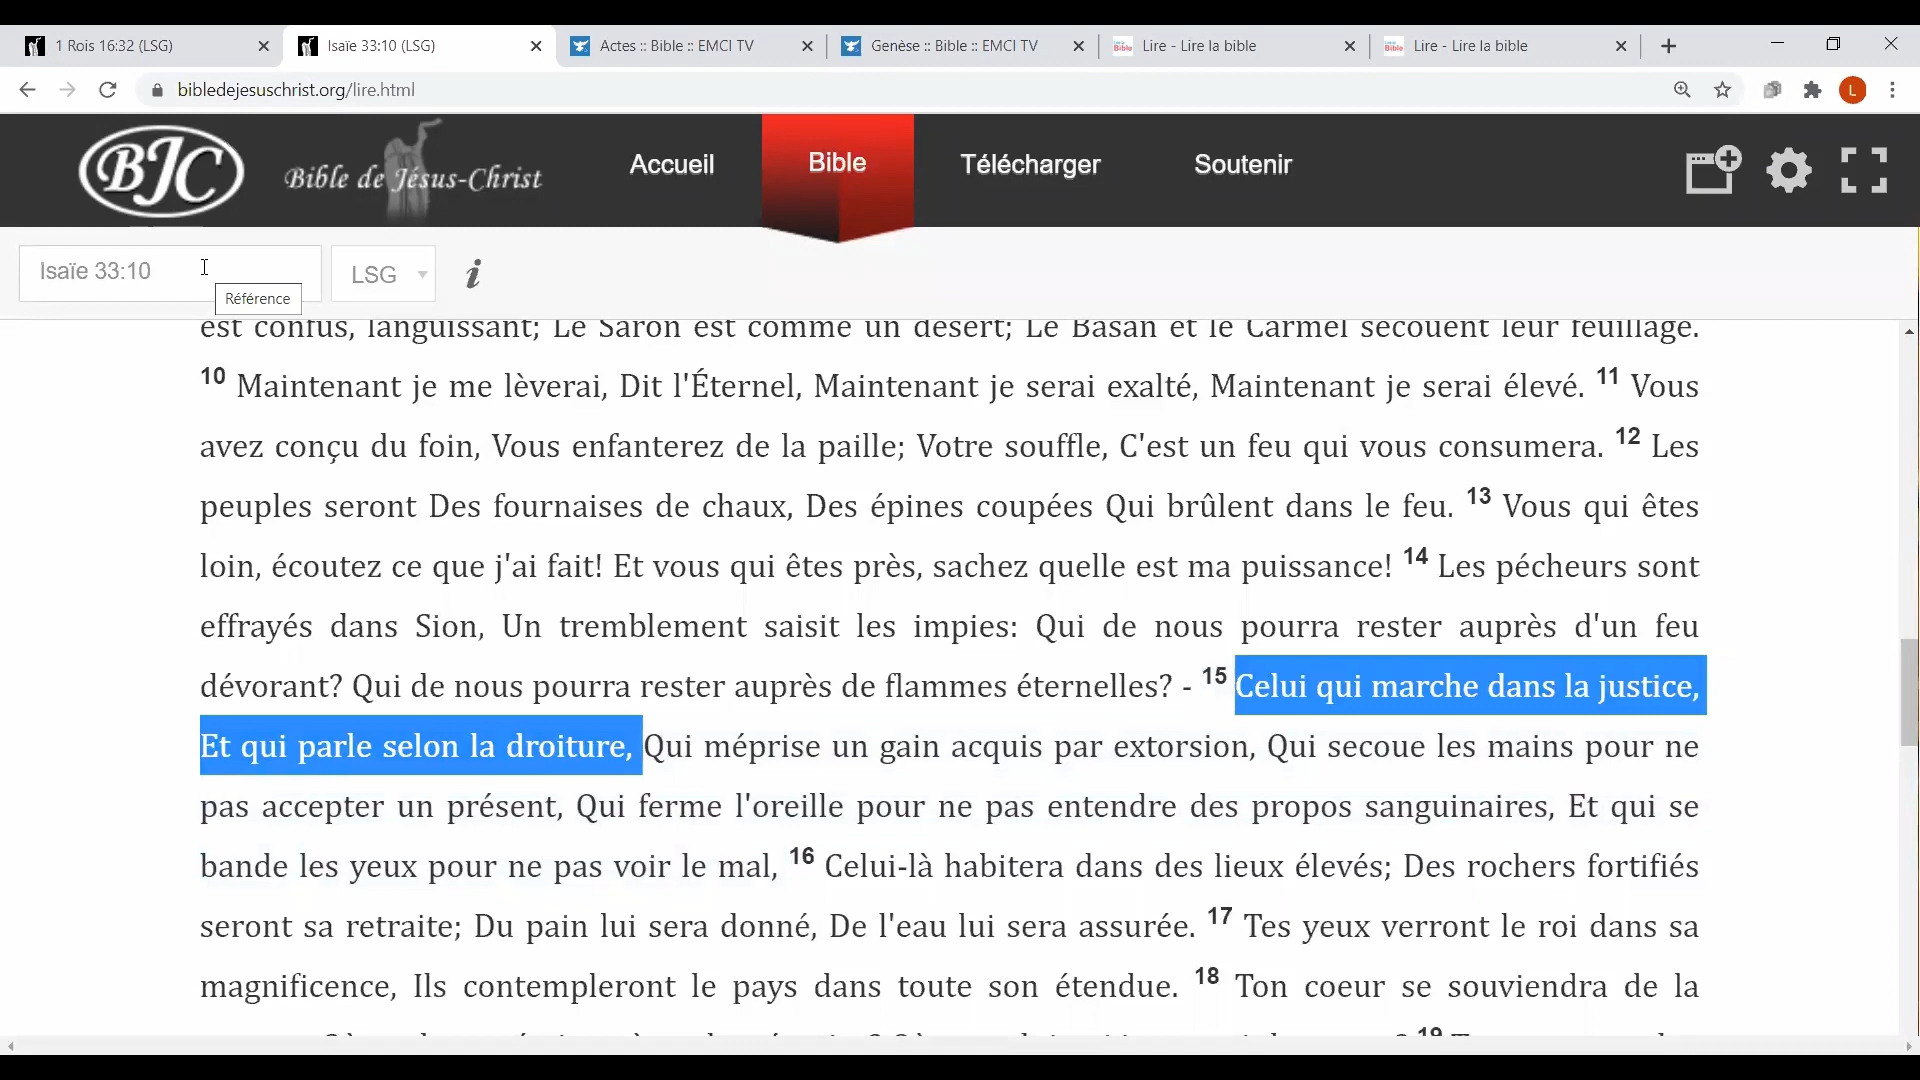 1 Rois 16:32 (LSG)
Isaïe 33:10 (LSG)
Actes :: Bible :: EMCI TV
Genèse :: Bible :: EMCI TV
Lire - Lire la bible
Lire - Lire la bible
bibledejesuschrist.org/lire.html
L
BJC
Bible de Jésus-Christ
Accueil
Bible
Télécharger
Soutenir
Isaïe 33:10
LSG
i
Référence
est confus, languissant; Le Saron est comme un désert; Le Basan et le Carmel secouent leur feuillage.
10 Maintenant je me lèverai, Dit l'Éternel, Maintenant je serai exalté, Maintenant je serai élevé. 11 Vous
avez conçu du foin, Vous enfanterez de la paille; Votre souffle, C'est un feu qui vous consumera. 12 Les
peuples seront Des fournaises de chaux, Des épines coupées Qui brûlent dans le feu. 13 Vous qui êtes
loin, écoutez ce que j'ai fait! Et vous qui êtes près, sachez quelle est ma puissance! 14 Les pécheurs sont
effrayés dans Sion, Un tremblement saisit les impies: Qui de nous pourra rester auprès d'un feu
dévorant? Qui de nous pourra rester auprès de flammes éternelles? - 15 Celui qui marche dans la justice,
Et qui parle selon la droiture, Qui méprise un gain acquis par extorsion, Qui secoue les mains pour ne
pas accepter un présent, Qui ferme l'oreille pour ne pas entendre des propos sanguinaires, Et qui se
bande les yeux pour ne pas voir le mal, 16 Celui-là habitera dans des lieux élevés; Des rochers fortifiés
seront sa retraite; Du pain lui sera donné, De l'eau lui sera assurée. 17 Tes yeux verront le roi dans sa
magnificence, Ils contempleront le pays dans toute son étendue. 18 Ton coeur se souviendra de la
19